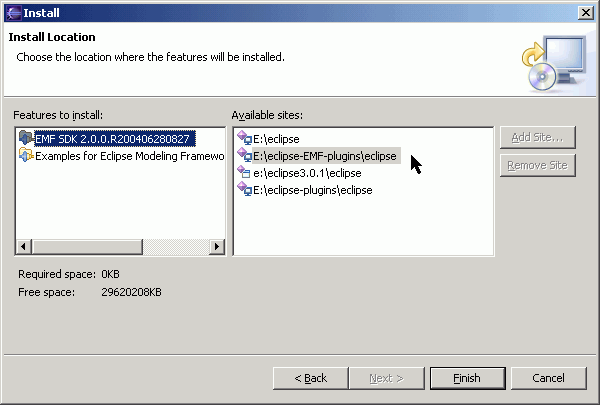 Install
Install Location
Choose the location where the features will be installed.
Features to install:
EMF SDK 2.0.0.R200406280827
Examples for Eclipse Modeling Framewo
Available sites:
E:\eclipse
E:\eclipse-EMF-plugins\eclipse
e:\eclipse3.0.1\eclipse
E:\eclipse-plugins\eclipse
Add Site...
Remove Site
Required space: 0KB
Free space: 29620208KB
< Back
Next >
Finish
Cancel